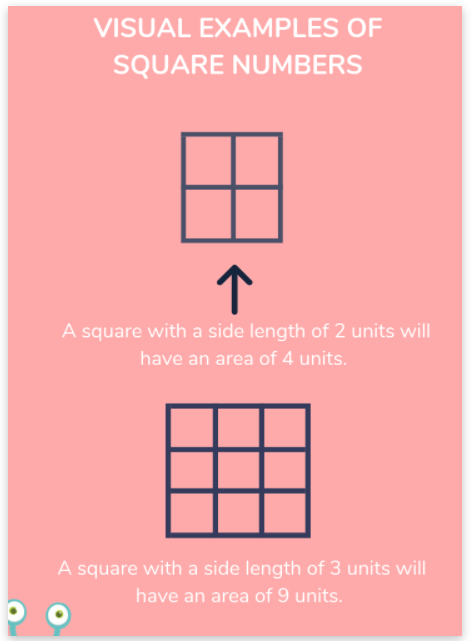 VISUAL EXAMPLES OF
SQUARE NUMBERS
A square with a side length of 2 units will
have an area of 4 units.
A square with a side length of 3 units will
have an area of 9 units.